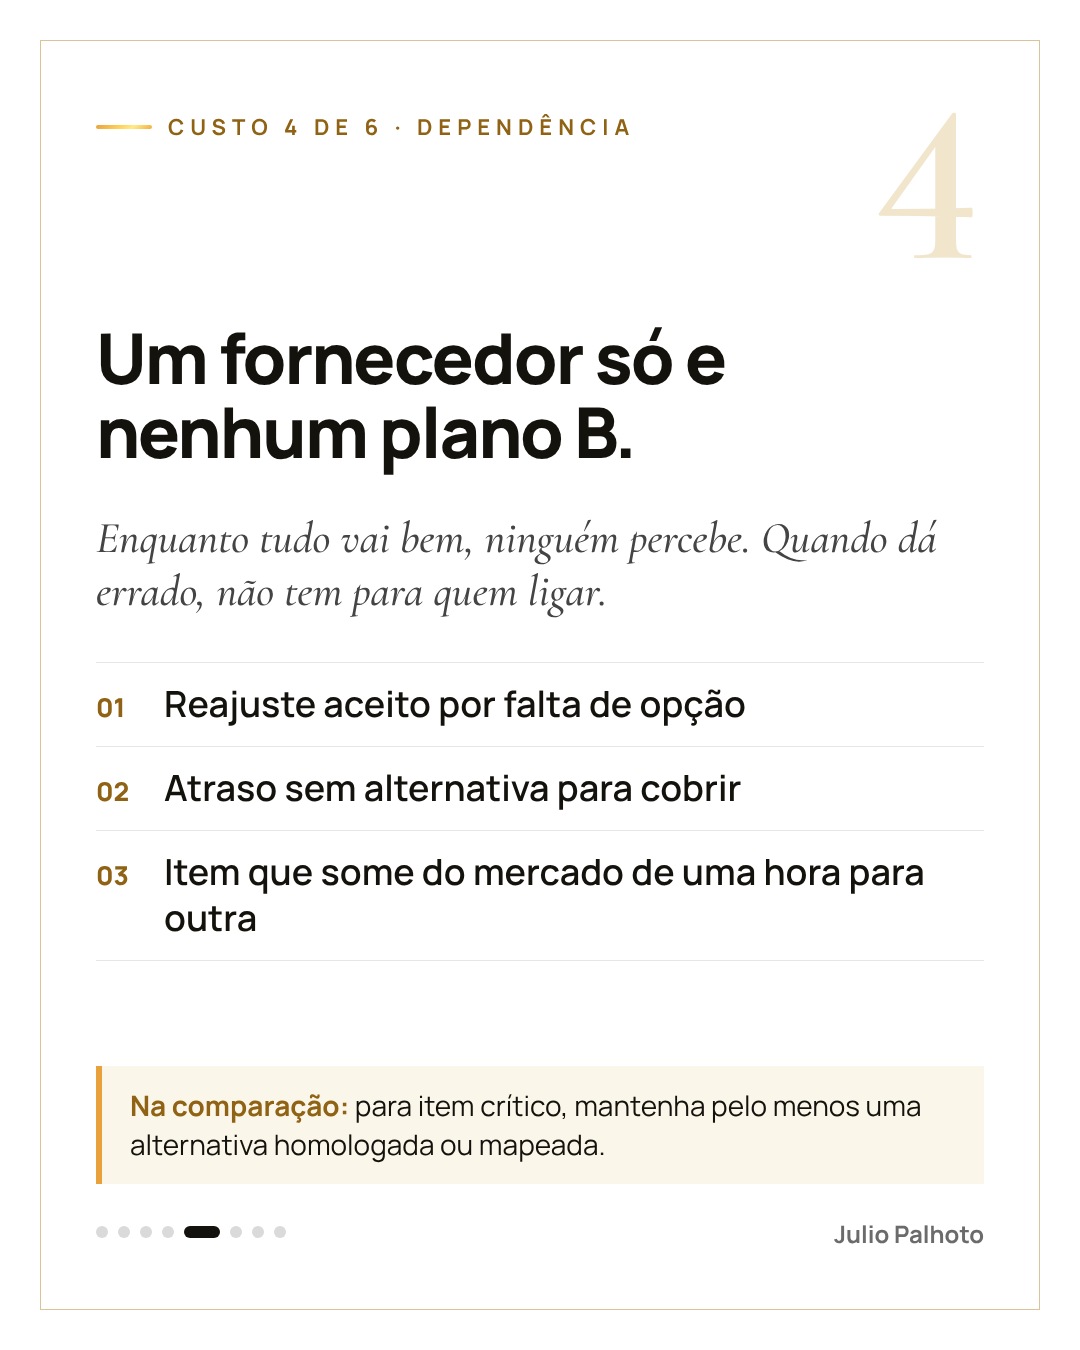 CUSTO 4 DE 6 · DEPENDÊNCIA
4
Um fornecedor só e
nenhum plano B.
Enquanto tudo vai bem, ninguém percebe. Quando dá
errado, não tem para quem ligar.
01 Reajuste aceito por falta de opção
02 Atraso sem alternativa para cobrir
03 Item que some do mercado de uma hora para
outra
Na comparação: para item crítico, mantenha pelo menos uma
alternativa homologada ou mapeada.
Julio Palhoto